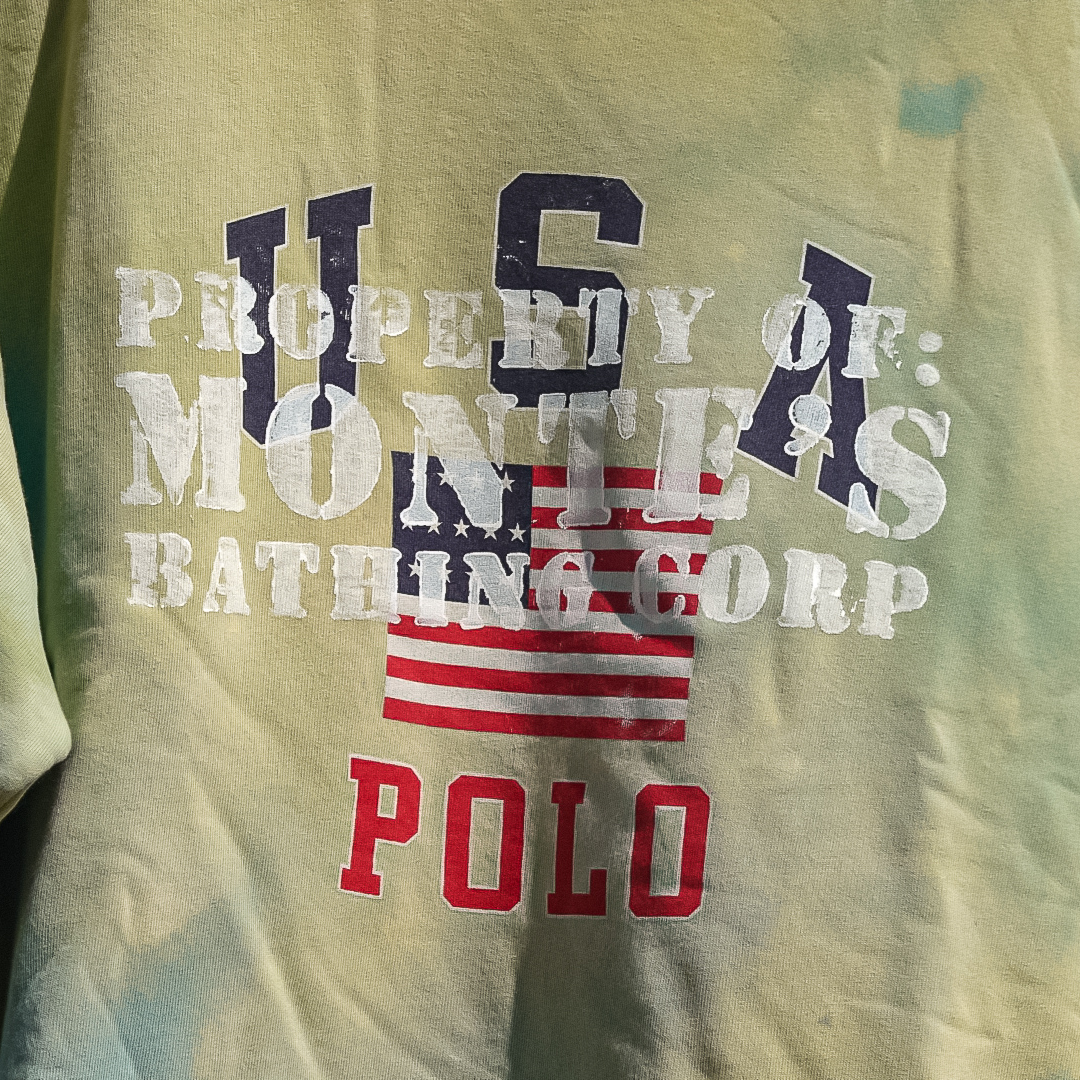 USA
PROPERTY OF:
MONTE'S
BATHING CORP
POLO